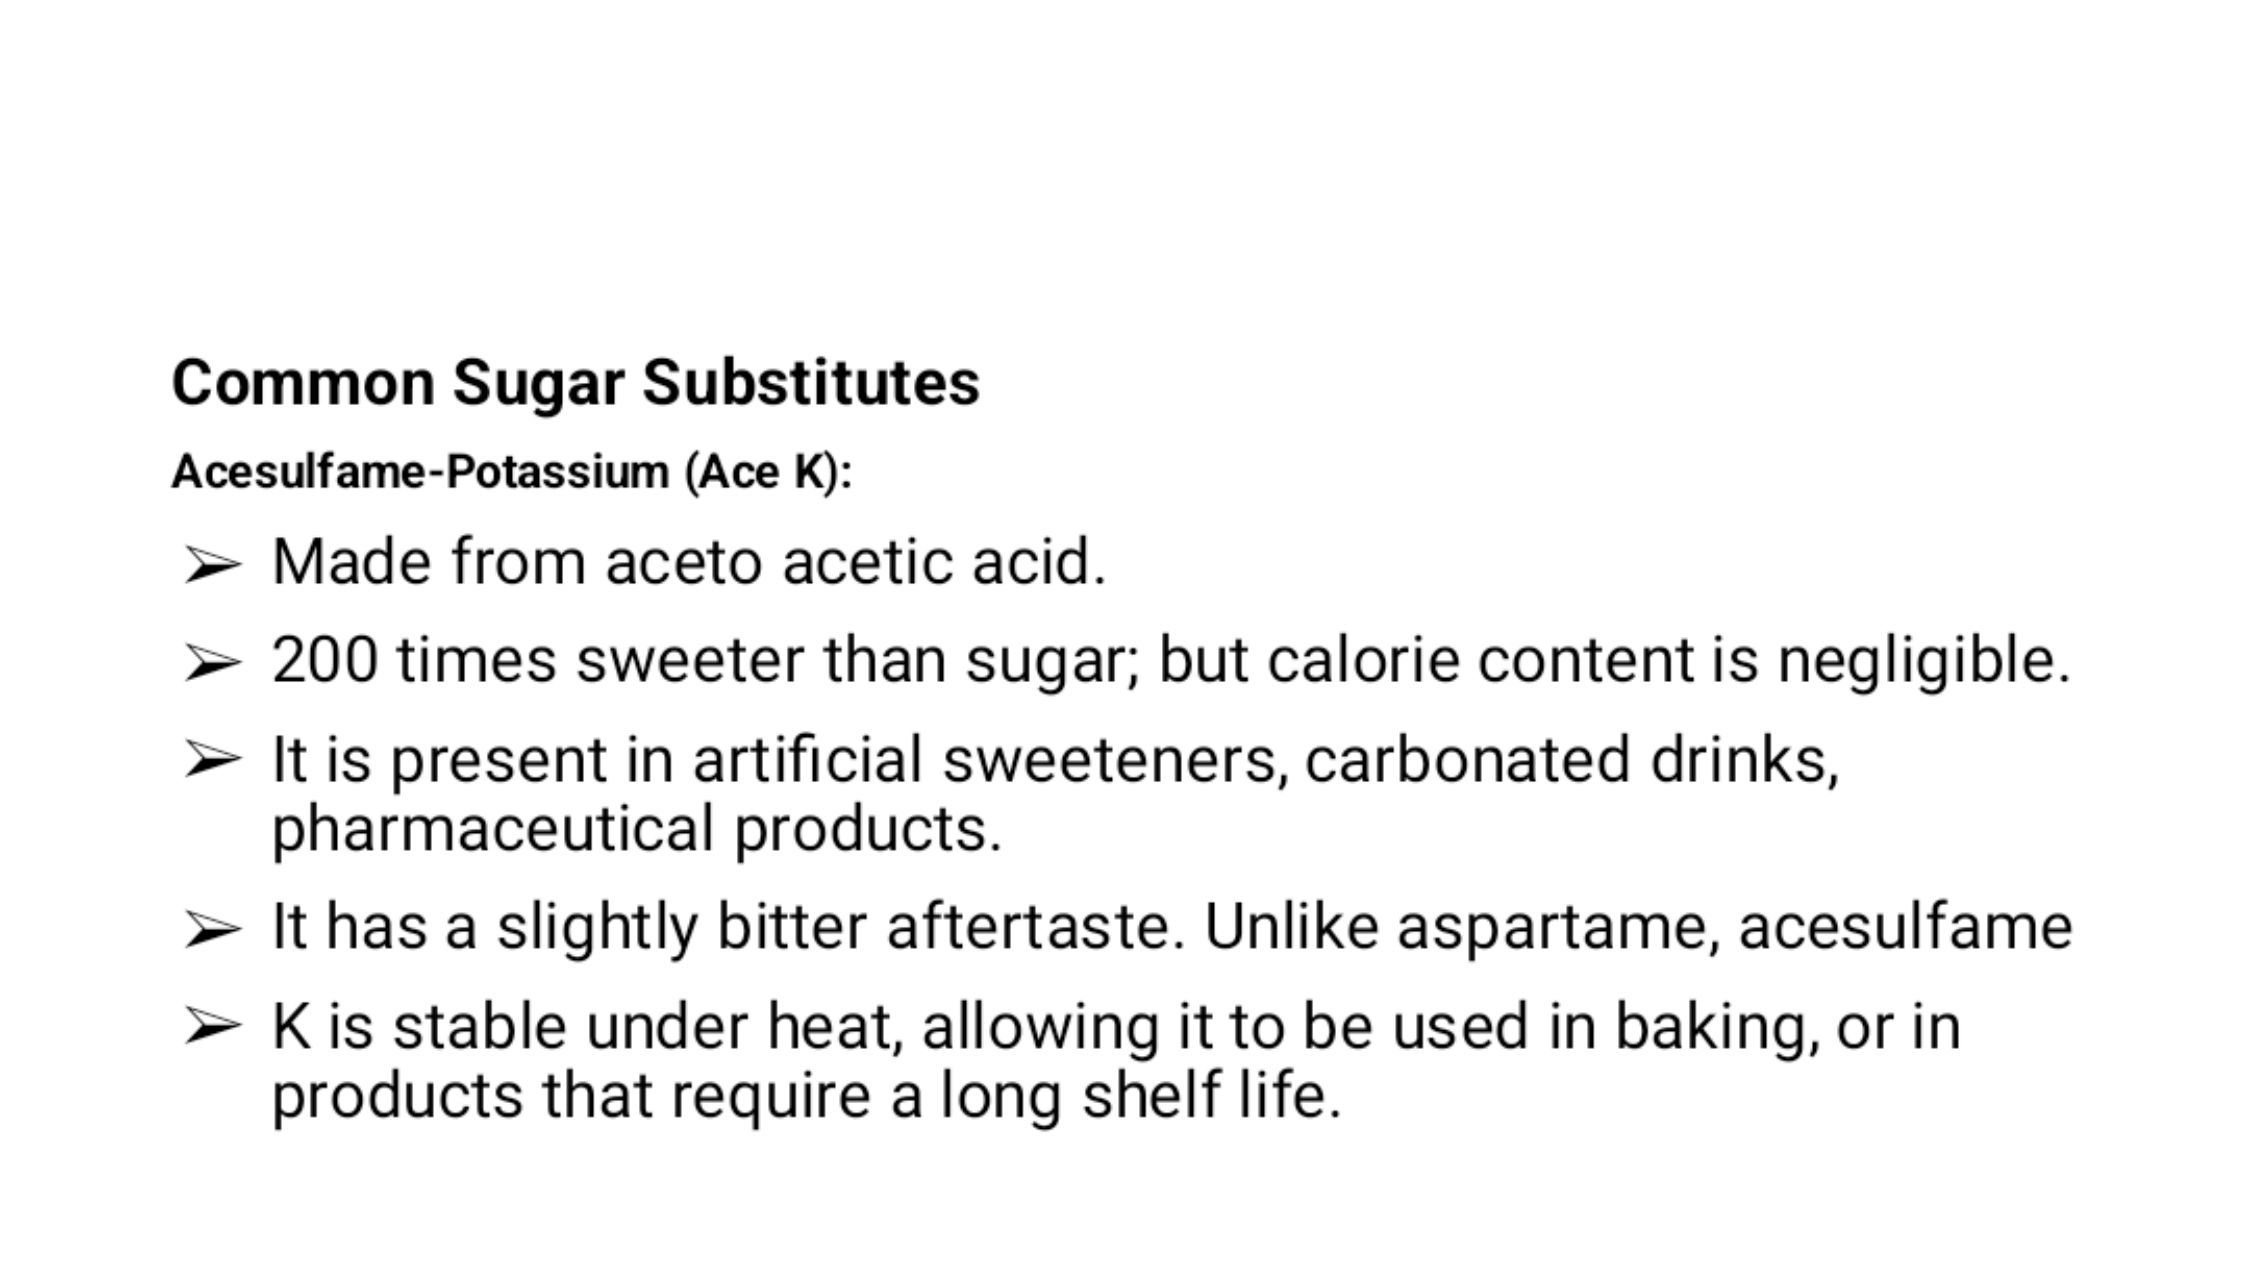 Common Sugar Substitutes
Acesulfame-Potassium (Ace K):
➢ Made from aceto acetic acid.
➢ 200 times sweeter than sugar; but calorie content is negligible.
➢ It is present in artificial sweeteners, carbonated drinks,
pharmaceutical products.
➢ It has a slightly bitter aftertaste. Unlike aspartame, acesulfame
➢ K is stable under heat, allowing it to be used in baking, or in
products that require a long shelf life.